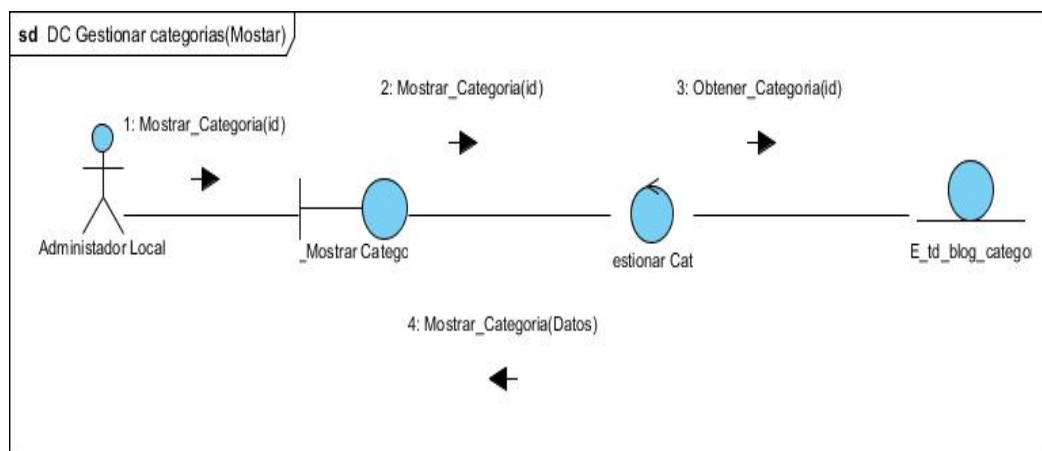 sd DC Gestionar categorias(Mostar)
2: Mostrar_Categoria(id)
3: Obtener_Categoria(id)
1: Mostrar_Categoria(id)
Administador Local
_Mostrar Catego
estionar Cat
E_td_blog_catego
4: Mostrar_Categoria(Datos)